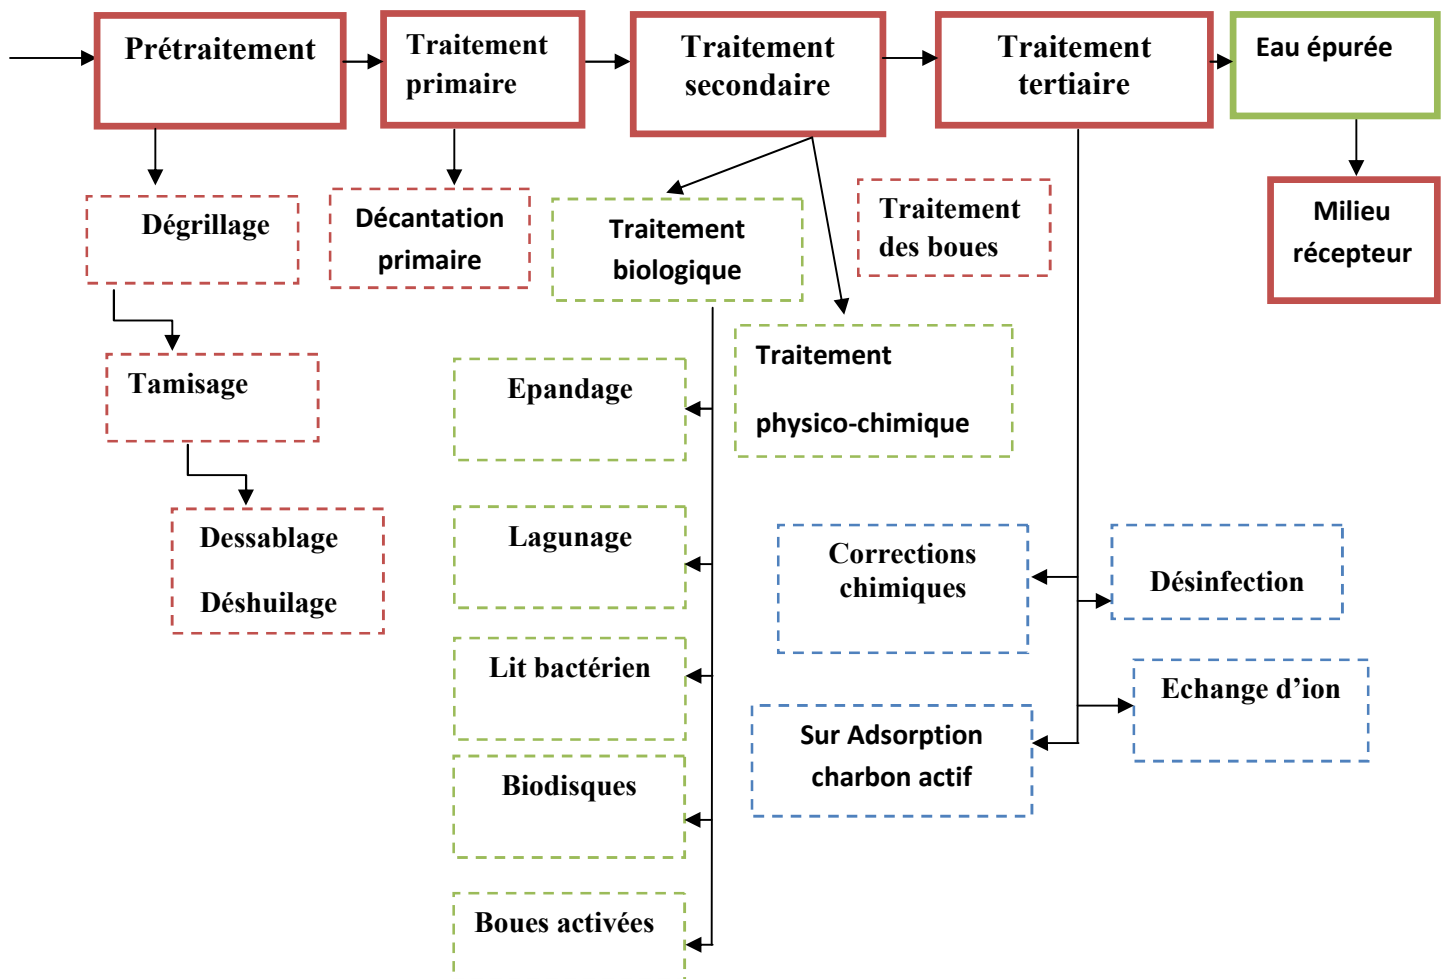 Prétraitement
Traitement
primaire
Traitement
secondaire
Traitement
tertiaire
Eau épurée
Dégrillage
Décantation
primaire
Traitement
biologique
Traitement
des boues
Milieu
récepteur
Tamisage
Epandage
Traitement
physico-chimique
Dessablage
Déshuilage
Lagunage
Corrections
chimiques
Désinfection
Lit bactérien
Echange d’ion
Sur Adsorption
charbon actif
Biodisques
Boues activées